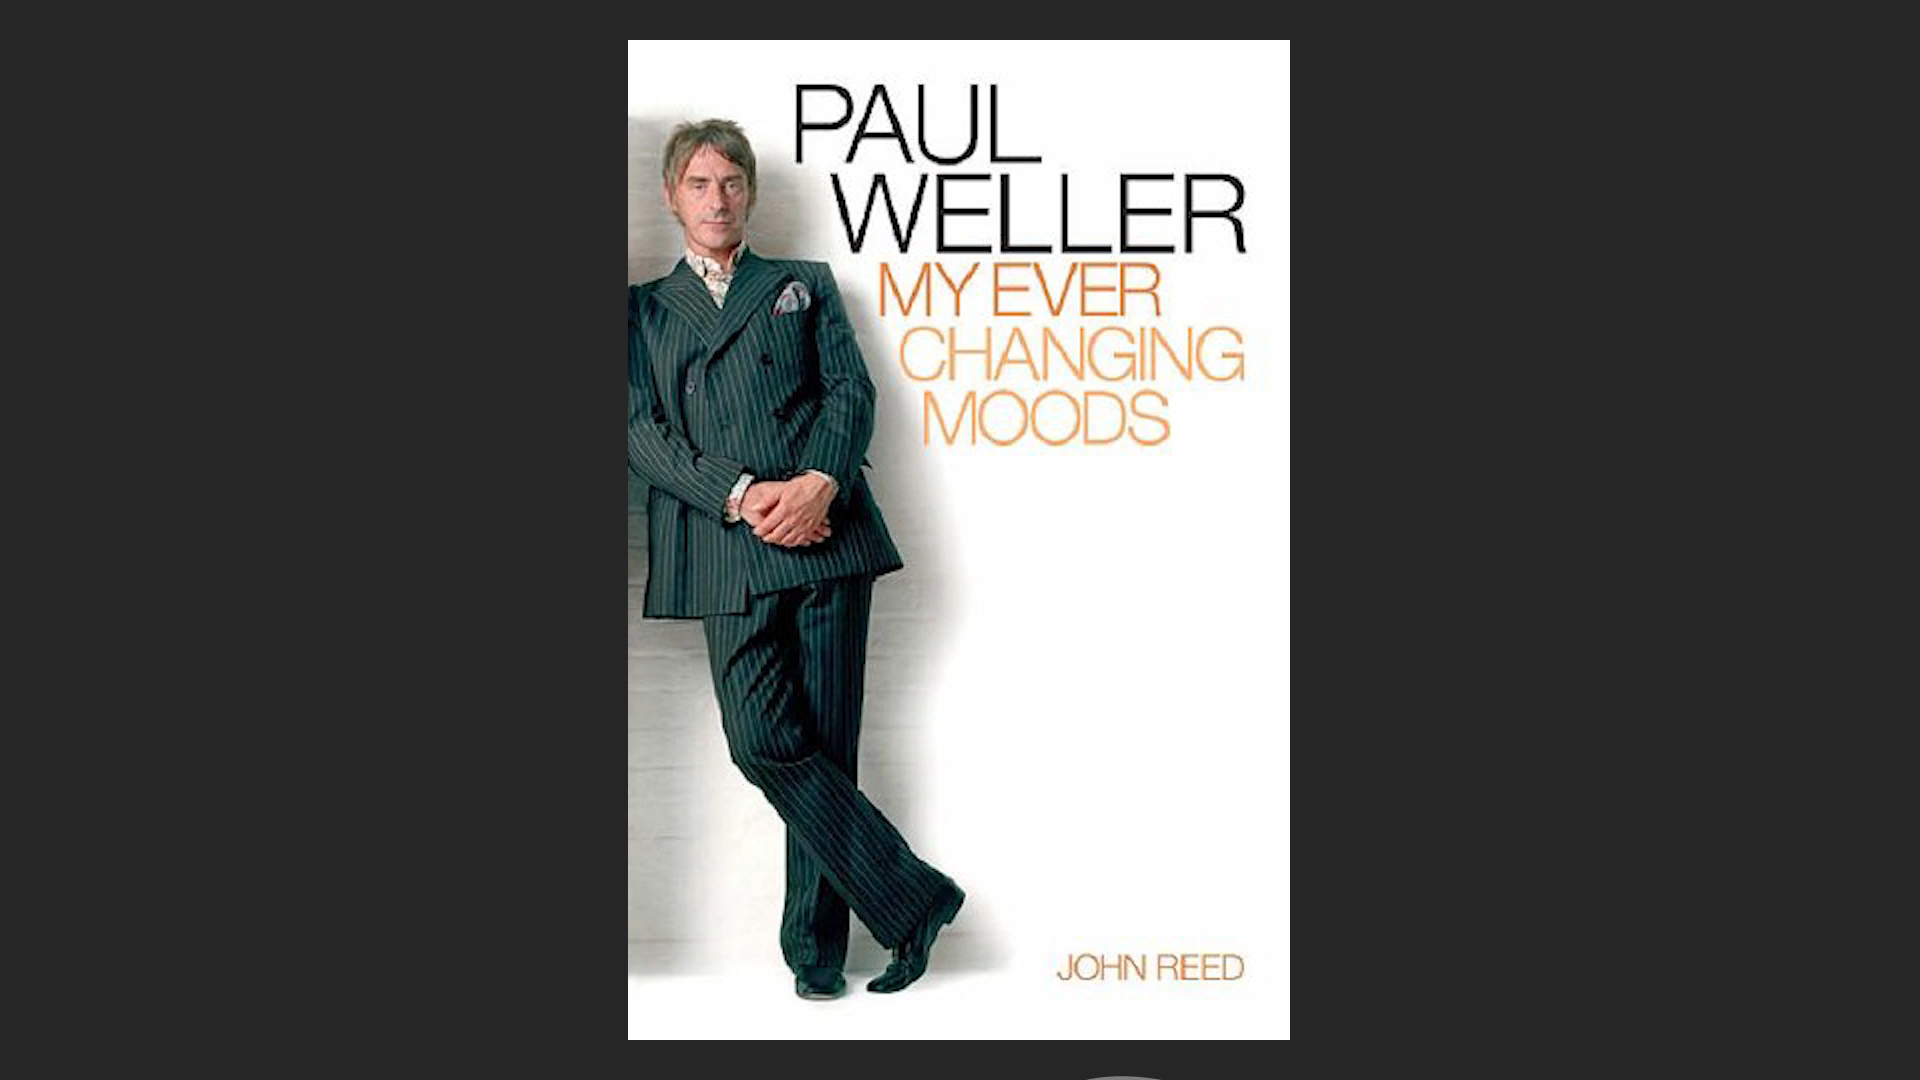 PAUL
WELLER
MY EVER
CHANGING
MOODS
JOHN REED